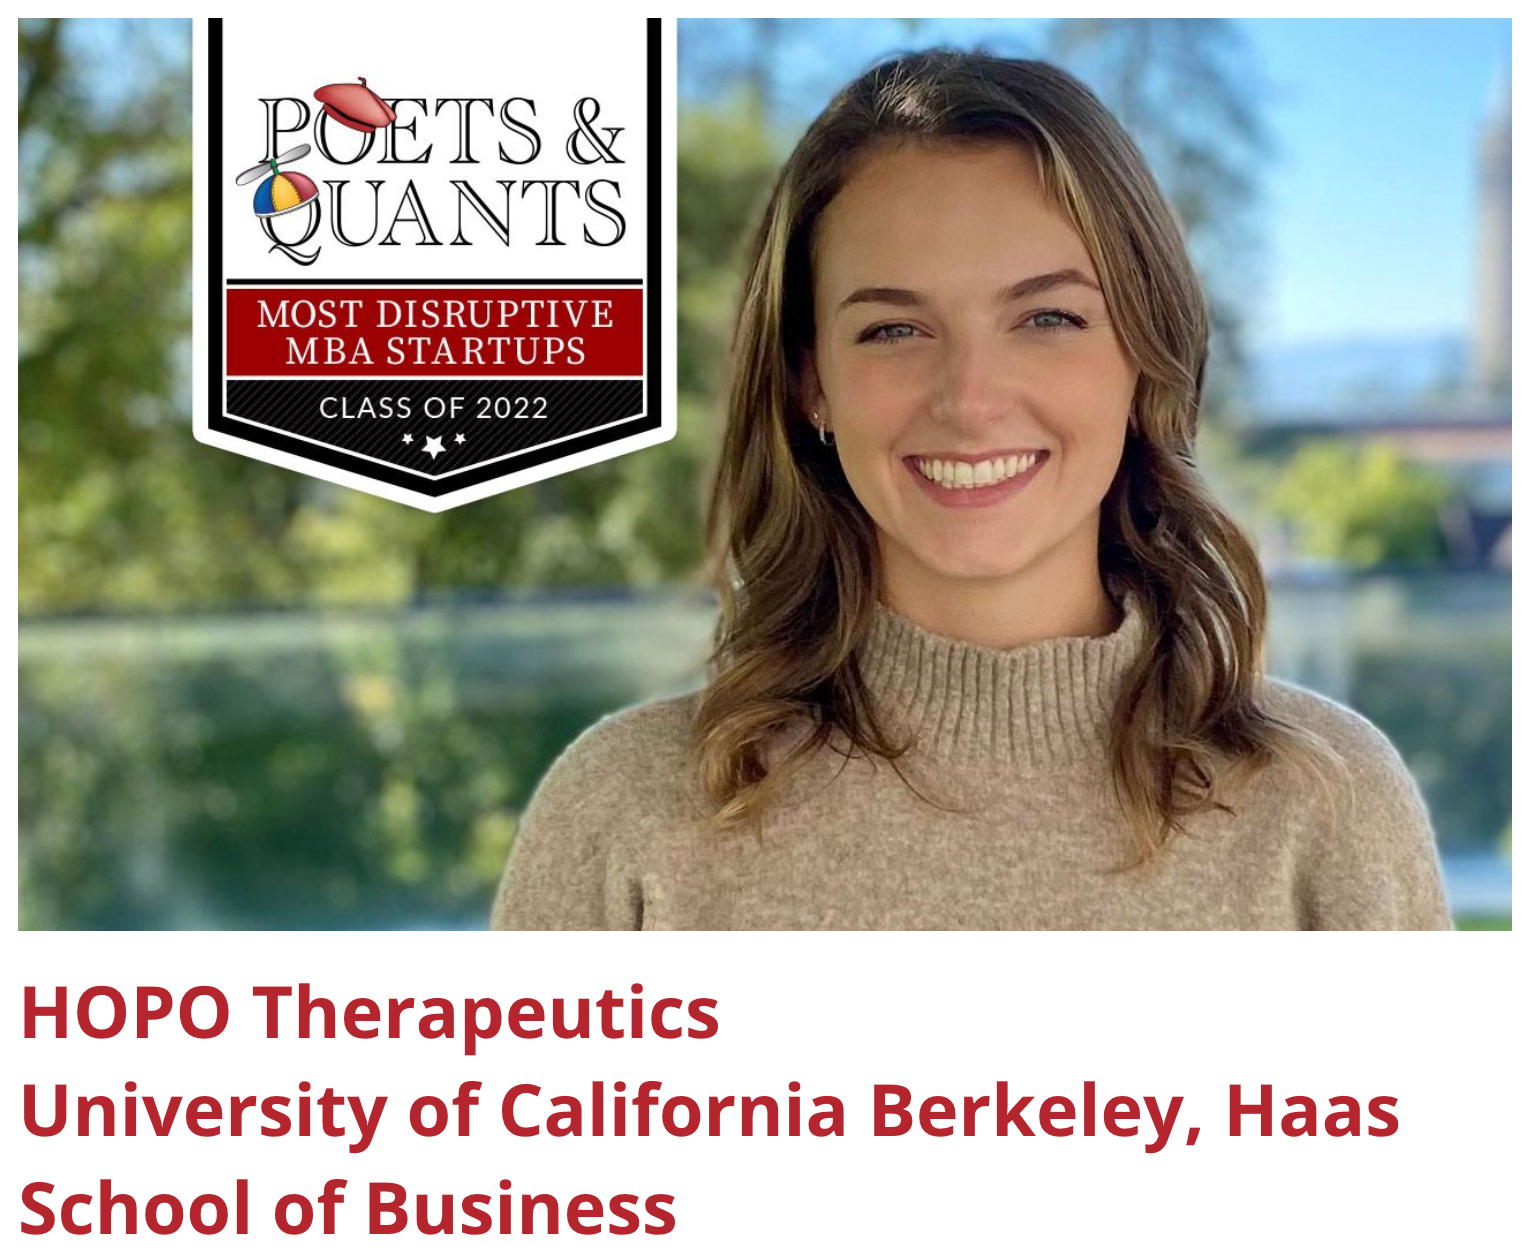 POETS &
QUANTS
MOST DISRUPTIVE
MBA STARTUPS
CLASS OF 2022
HOPO Therapeutics
University of California Berkeley, Haas
School of Business